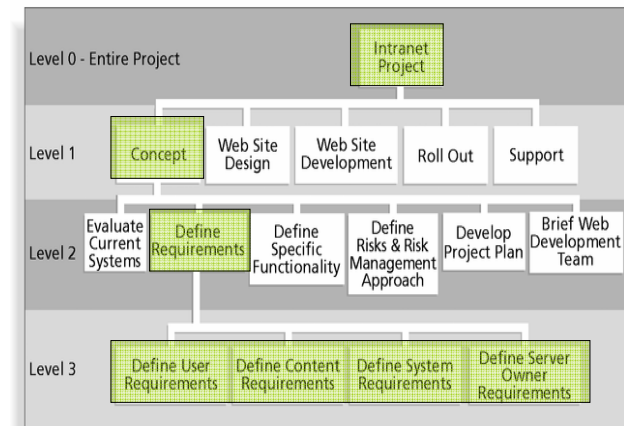 Level 0 - Entire Project
Intranet
Project
Level 1
Concept
Web Site
Design
Web Site
Development
Roll Out
Support
Level 2
Evaluate
Current
Systems
Define
Requirements
Define
Specific
Functionality
Define
Risks & Risk
Management
Approach
Develop
Project Plan
Brief Web
Development
Team
Level 3
Define User
Requirements
Define Content
Requirements
Define System
Requirements
Define Server
Owner
Requirements